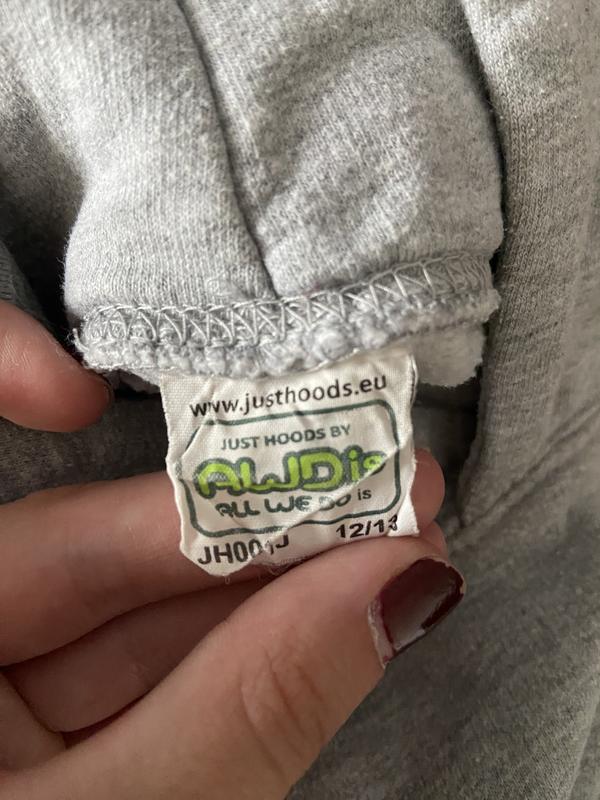 www.justhoods.eu
JUST HOODS BY
AWDis
ALL WE DO is
JH001J 12/13